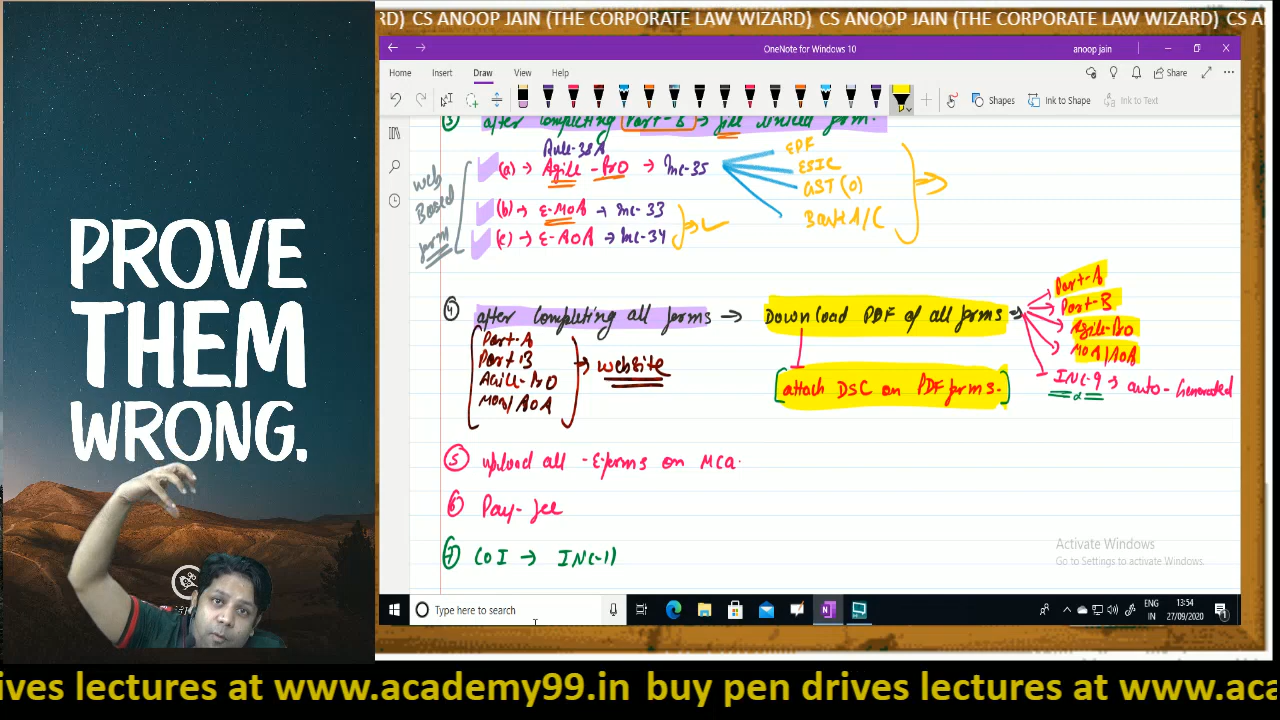 RD) CS ANOOP JAIN (THE CORPORATE LAW WIZARD) CS ANOOP JAIN (THE CORPORATE LAW WIZARD) CS A
OneNote for Windows 10
anoop jain
Home Insert Draw View Help
Share
Shapes
Ink to Shape
Ink to Text
PROVE
THEM
WRONG.
③ after completing Part-B → fill linked form.
Rule-38A
(a) → Agile-Pro → Inc-35
EPF
ESIC
GST (O)
Bank A/C
web
Based
form
(b) → E-MOA → Inc-33
(c) → E-AOA → Inc-34
④ after completing all forms → Download PDF of all forms →
Part-A
Part-B
Agile-Pro
MOA/AOA
INC-9 → auto-Generated
Part-A
Part-B
Agile-Pro
MOA/AOA
→ website
attach DSC on PDF forms.
⑤ upload all -E-forms on MCA.
⑥ Pay-fee
⑦ COI → INC-11
Activate Windows
Go to Settings to activate Windows.
Type here to search
ENG
IN
13:54
27/09/2020
ives lectures at www.academy99.in buy pen drives lectures at www.aca